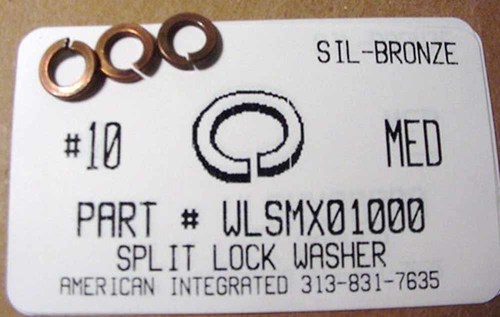 SIL-BRONZE
#10 MED
PART # WLSMX01000
SPLIT LOCK WASHER
AMERICAN INTEGRATED 313-831-7635